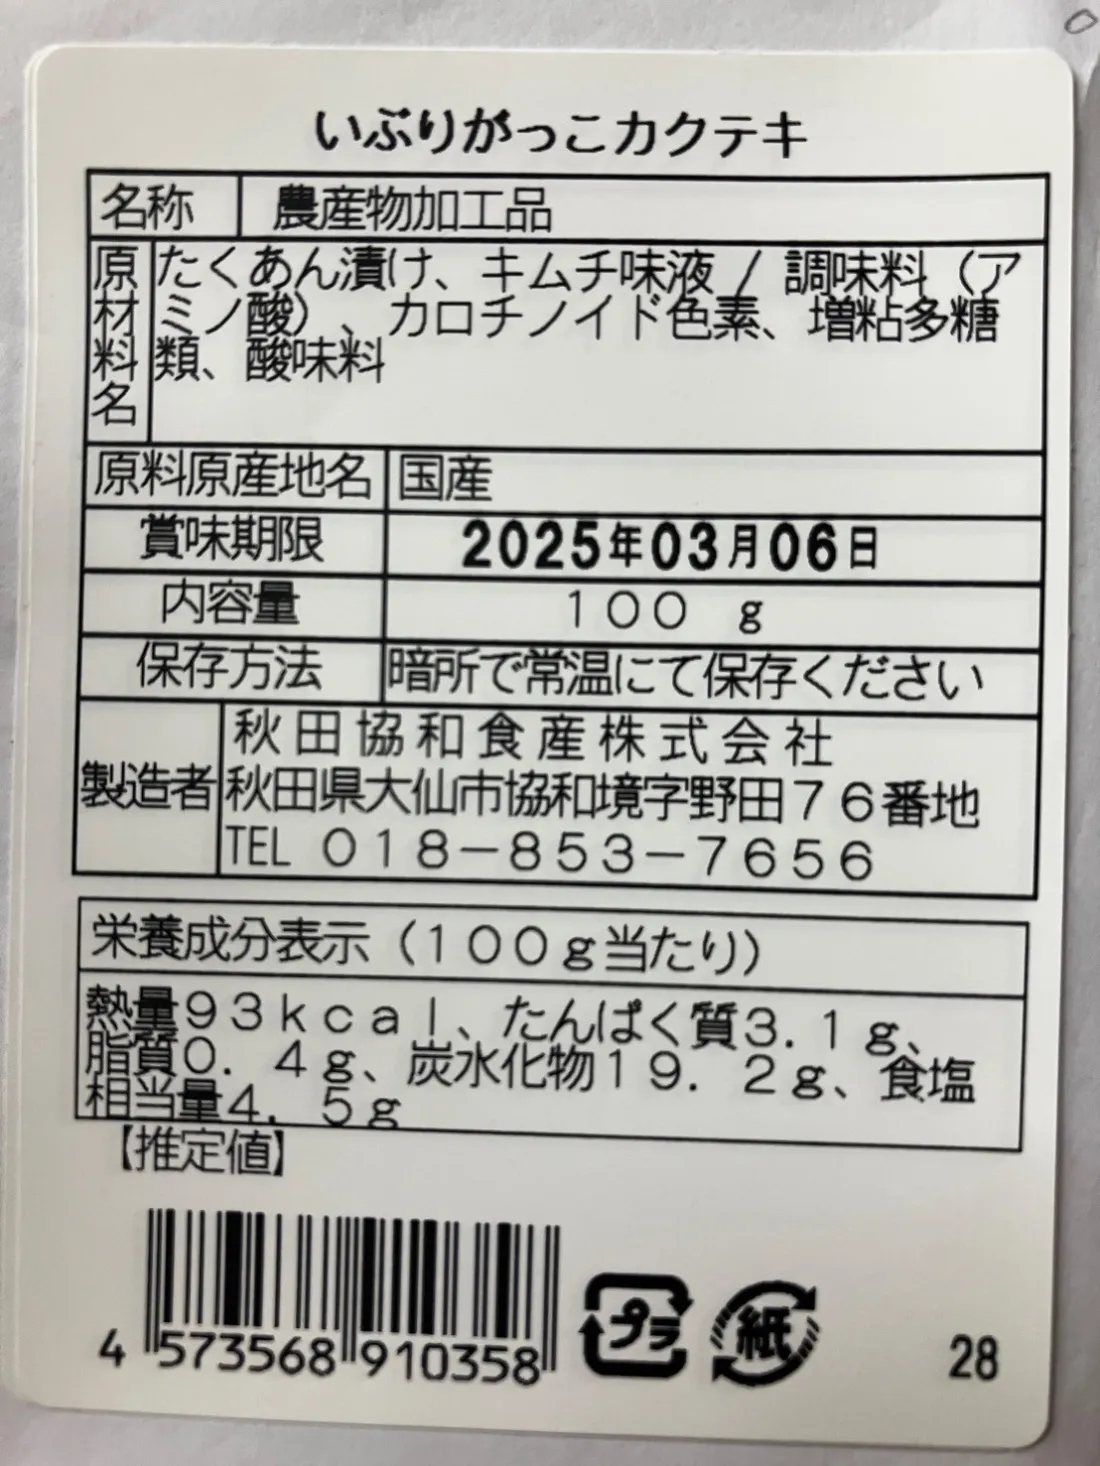 いぶりがっこカクテキ
名称 農産物加工品
原材料名 たくあん漬け、キムチ味液 / 調味料（ア
ミノ酸）、カロチノイド色素、増粘多糖
類、酸味料
原料原産地名 国産
賞味期限 2025年03月06日
内容量 １００ ｇ
保存方法 暗所で常温にて保存ください
製造者 秋田協和食産株式会社
秋田県大仙市協和境字野田７６番地
TEL ０１８－８５３－７６５６
栄養成分表示（１００ｇ当たり）
熱量９３ｋｃａｌ、たんぱく質３．１ｇ、
脂質０．４ｇ、炭水化物１９．２ｇ、食塩
相当量４．５ｇ
【推定値】
4 573568 910358
プラ
紙
28